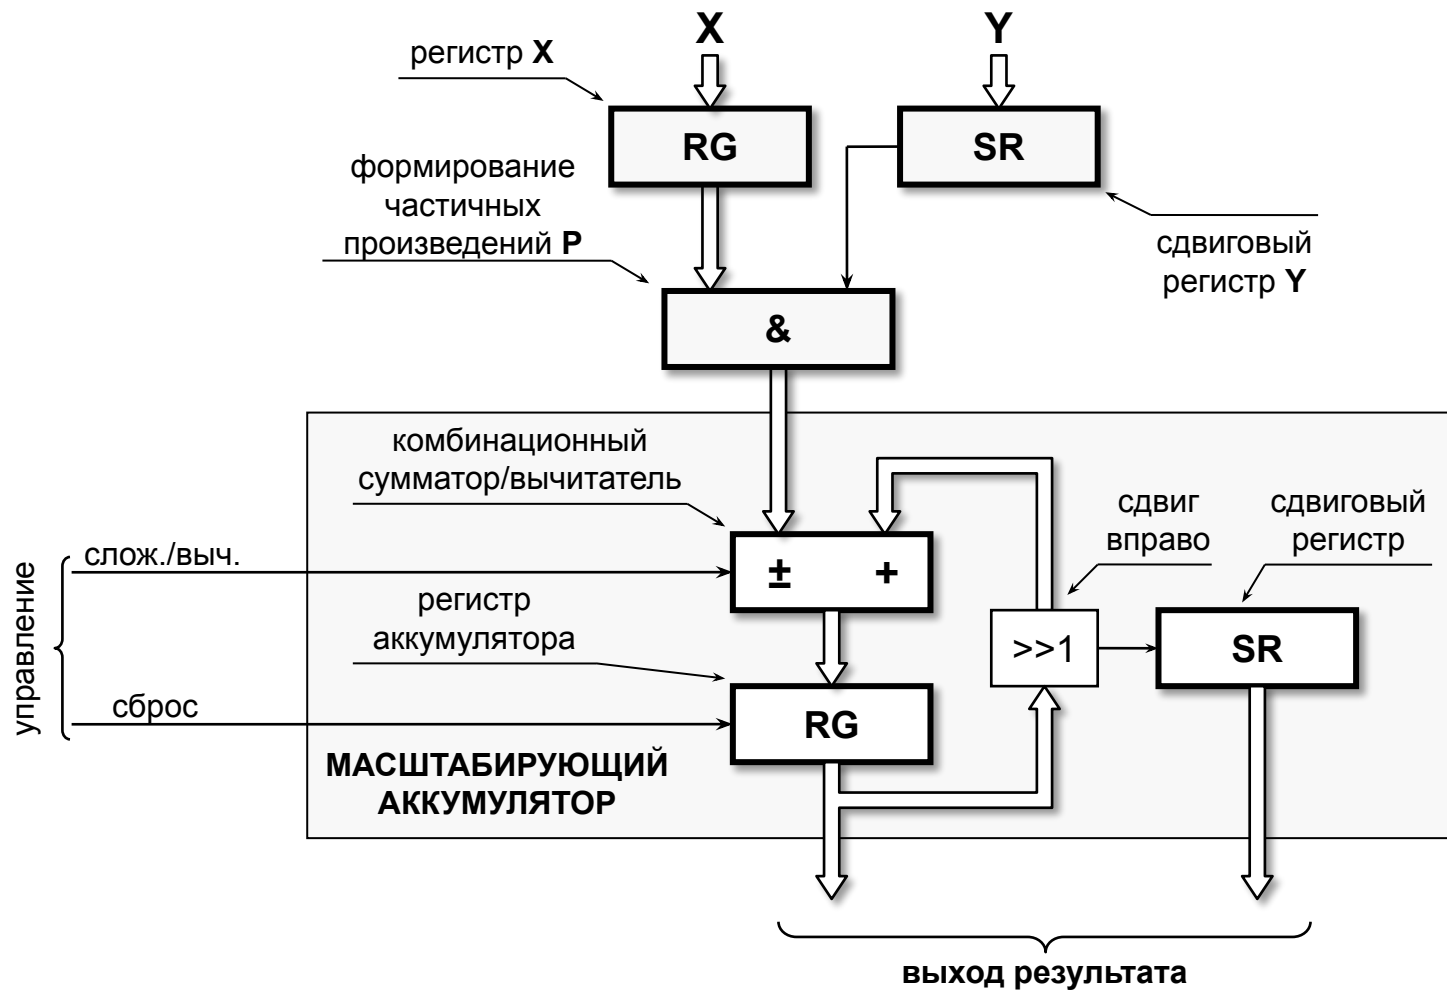 X
Y
регистр X
RG
SR
формирование
частичных
произведений P
сдвиговый
регистр Y
&
комбинационный
сумматор/вычитатель
сдвиг
вправо
сдвиговый
регистр
управление
слож./выч.
± +
регистр
аккумулятора
>>1
SR
сброс
RG
МАСШТАБИРУЮЩИЙ
АККУМУЛЯТОР
выход результата